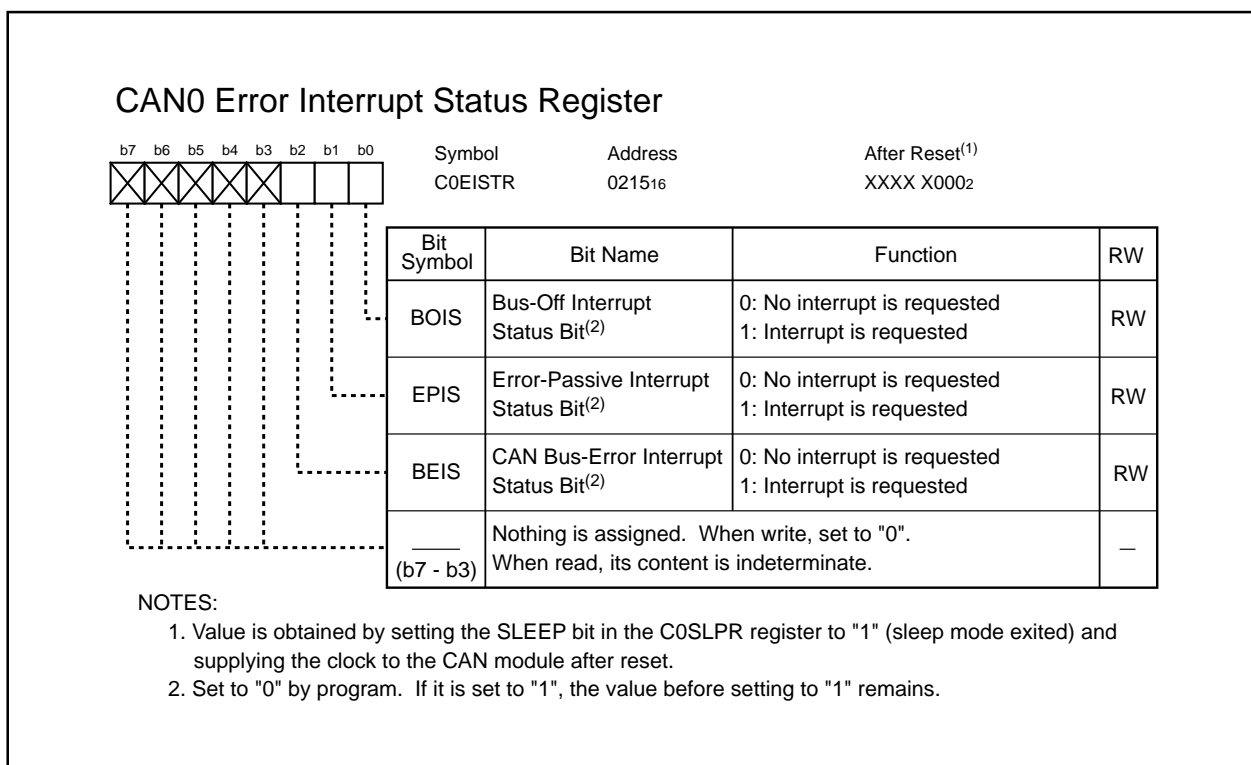 CAN0 Error Interrupt Status Register
b7 b6 b5 b4 b3 b2 b1 b0
Symbol Address After Reset(1)
C0EISTR 021516 XXXX X0002
Bit Symbol Bit Name Function RW
BOIS Bus-Off Interrupt Status Bit(2) 0: No interrupt is requested 1: Interrupt is requested RW
EPIS Error-Passive Interrupt Status Bit(2) 0: No interrupt is requested 1: Interrupt is requested RW
BEIS CAN Bus-Error Interrupt Status Bit(2) 0: No interrupt is requested 1: Interrupt is requested RW
(b7 - b3) Nothing is assigned. When write, set to "0". When read, its content is indeterminate. —
NOTES:
1. Value is obtained by setting the SLEEP bit in the C0SLPR register to "1" (sleep mode exited) and
supplying the clock to the CAN module after reset.
2. Set to "0" by program. If it is set to "1", the value before setting to "1" remains.